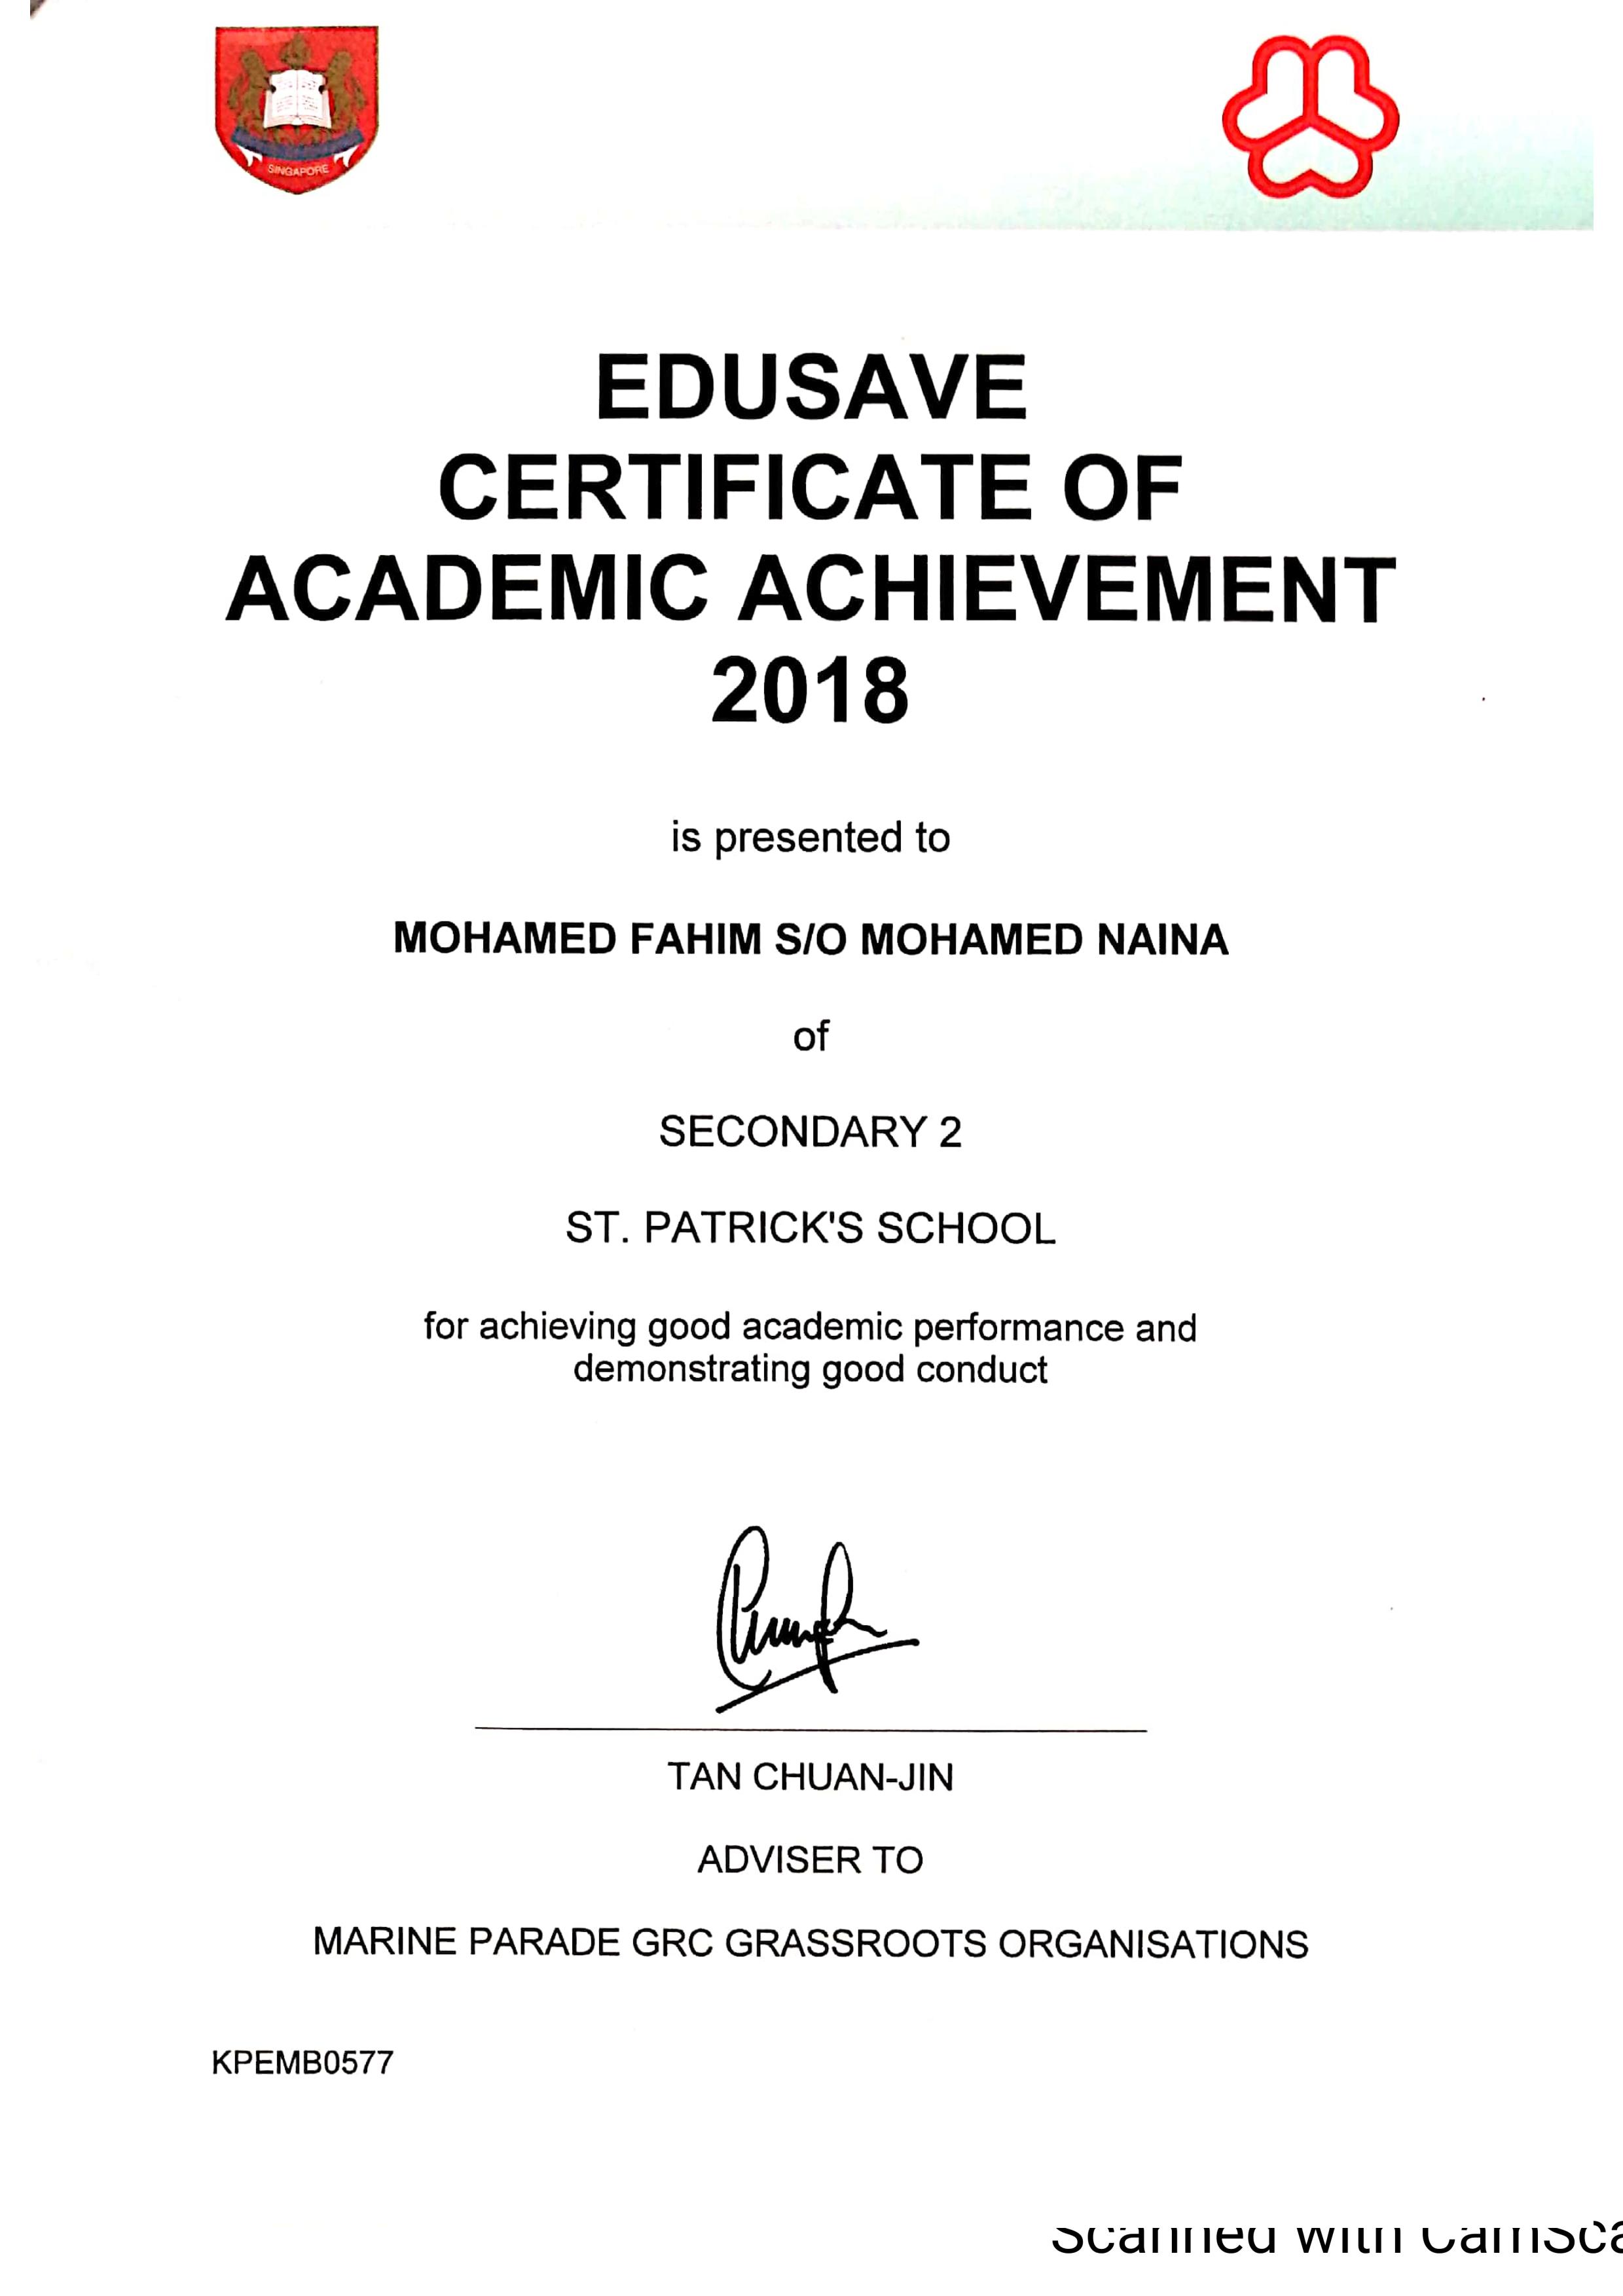 SINGAPORE
EDUSAVE
CERTIFICATE OF
ACADEMIC ACHIEVEMENT
2018
is presented to
MOHAMED FAHIM S/O MOHAMED NAINA
of
SECONDARY 2
ST. PATRICK'S SCHOOL
for achieving good academic performance and
demonstrating good conduct
TAN CHUAN-JIN
ADVISER TO
MARINE PARADE GRC GRASSROOTS ORGANISATIONS
KPEMB0577
Scanned with CamSca